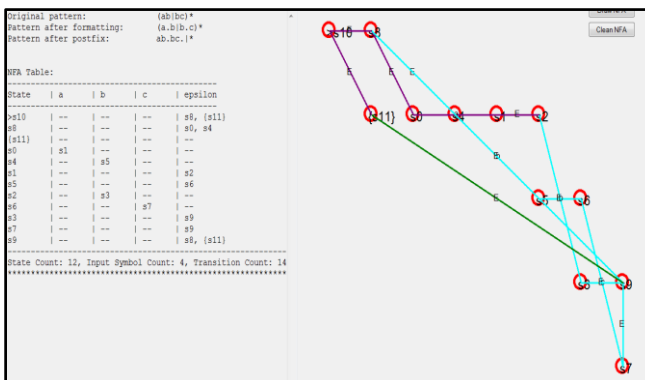 Original pattern: (ab|bc)*
Pattern after formatting: (a.b|b.c)*
Pattern after postfix: ab.bc.|*
NFA Table:
----------------------------------------------
State | a | b | c | epsilon
----------------------------------------------
>s10 | -- | -- | -- | s8, {s11}
s8 | -- | -- | -- | s0, s4
{s11} | -- | -- | -- | --
s0 | s1 | -- | -- | --
s4 | -- | s5 | -- | --
s1 | -- | -- | -- | s2
s5 | -- | -- | -- | s6
s2 | -- | s3 | -- | --
s6 | -- | -- | s7 | --
s3 | -- | -- | -- | s9
s7 | -- | -- | -- | s9
s9 | -- | -- | -- | s8, {s11}
----------------------------------------------
State Count: 12, Input Symbol Count: 4, Transition Count: 14
************************************************************
Clean NFA
>s10 s8
E
E E
{s11} s0 s4 s1 E s2
E
s5 s6
s3 s9
E
s7